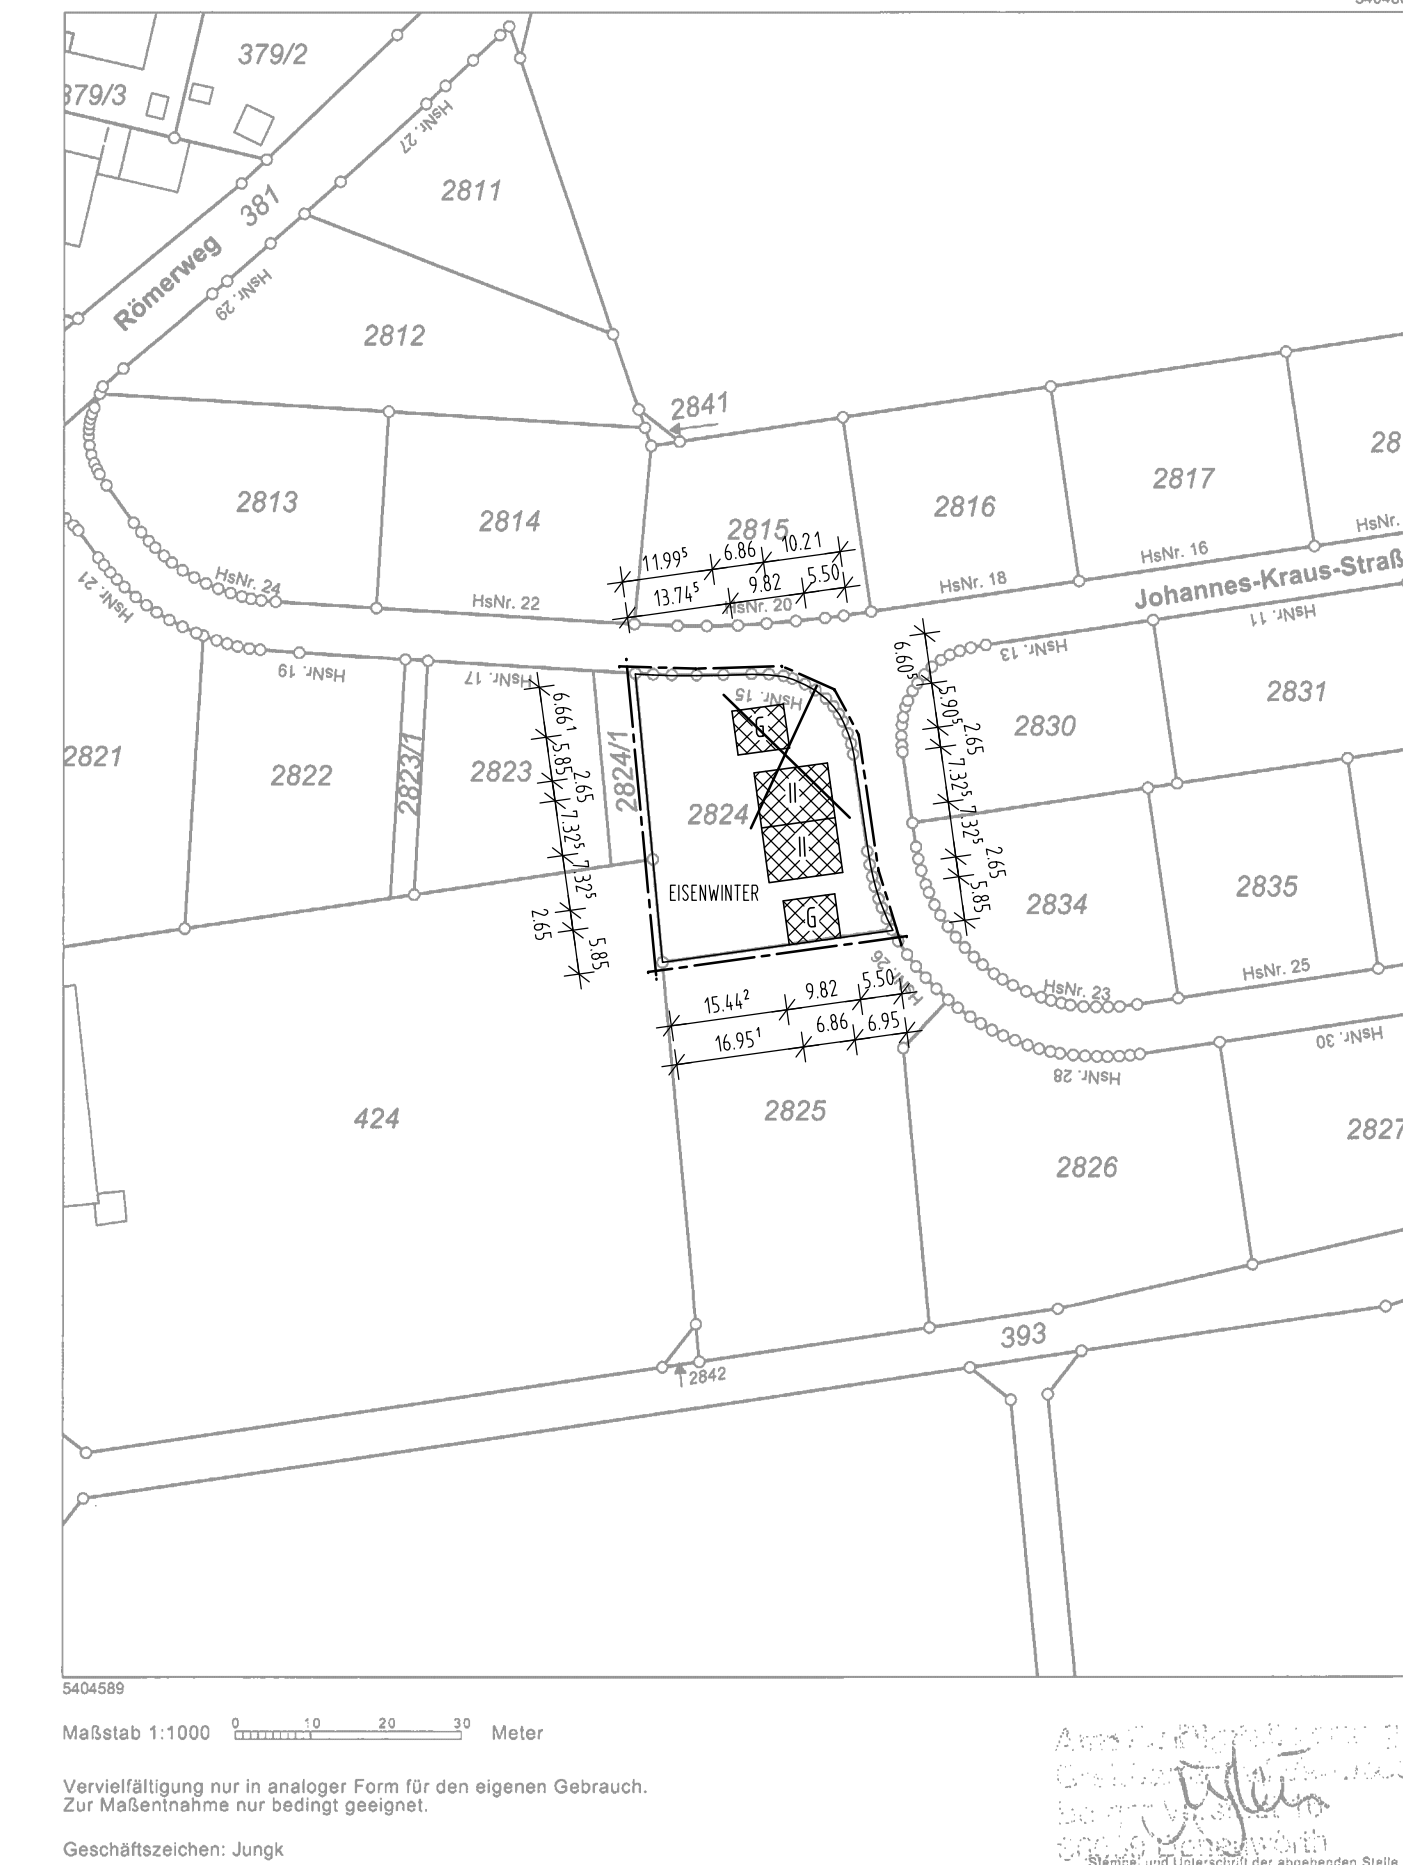 379/2
379/3
HsNr. 27
2811
381
Römerweg
HsNr. 29
2812
2841
2813
2814
2815
2816
2817
28
HsNr. 24
HsNr. 22
HsNr. 20
HsNr. 18
HsNr. 16
HsNr.
11.99⁵ 6.86 10.21
13.74⁵ 9.82 5.50
Johannes-Kraus-Straß
HsNr. 21
HsNr. 19
HsNr. 17
HsNr. 15
HsNr. 13
HsNr. 11
2821
2822
2823/1
2823
2824/1
2824
2830
2831
6.66¹
5.85
2.65
7.32⁵
7.32⁵
2.65
5.85
G
II
II
G
EISENWINTER
6.60⁵
5.90⁵
2.65
7.32⁵
7.32⁵
2.65
5.85
2834
2835
HsNr. 26
HsNr. 23
HsNr. 25
15.44² 9.82 5.50
16.95¹ 6.86 6.95
HsNr. 28
HsNr. 30
424
2825
2826
2827
393
2842
5404589
Maßstab 1:1000 0 10 20 30 Meter
Vervielfältigung nur in analoger Form für den eigenen Gebrauch.
Zur Maßentnahme nur bedingt geeignet.
Geschäftszeichen: Jungk
Stempel und Unterschrift der abgebenden Stelle